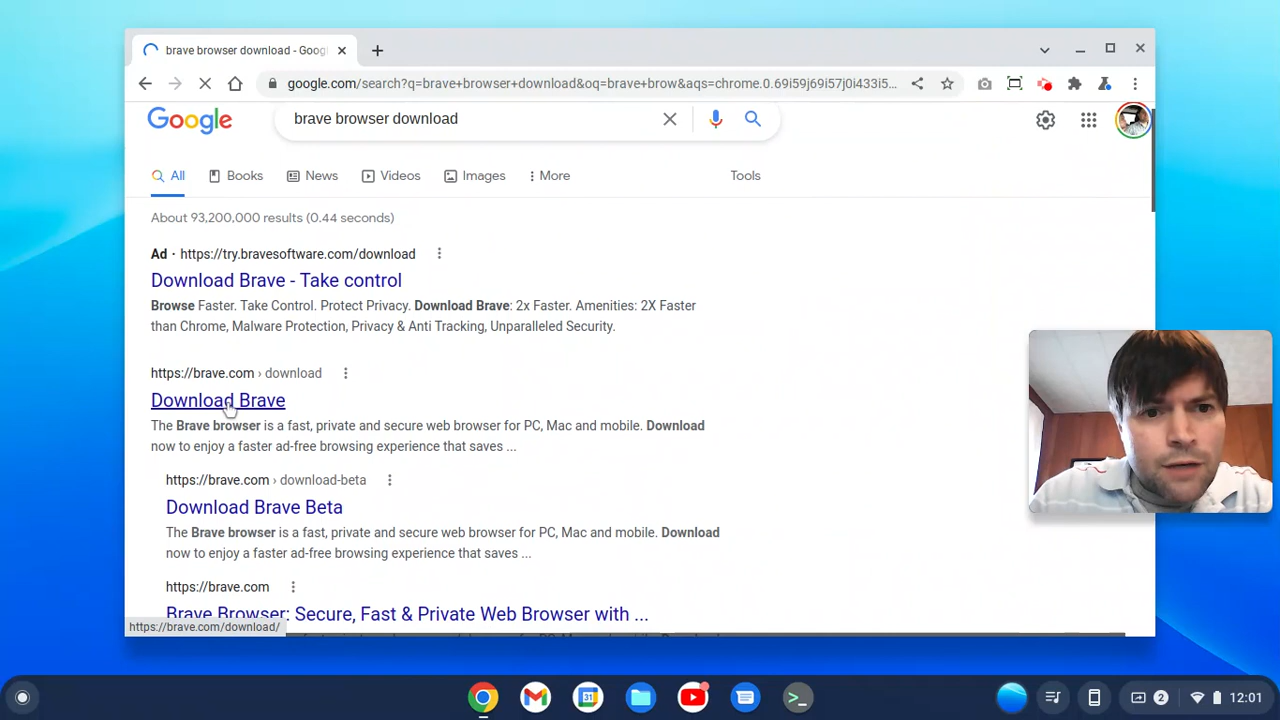 brave browser download - Goog
google.com/search?q=brave+browser+download&oq=brave+brow&aqs=chrome.0.69i59j69i57j0i433i5...
Google
brave browser download
All
Books
News
Videos
Images
More
Tools
About 93,200,000 results (0.44 seconds)
Ad · https://try.bravesoftware.com/download
Download Brave - Take control
Browse Faster. Take Control. Protect Privacy. Download Brave: 2x Faster. Amenities: 2X Faster
than Chrome, Malware Protection, Privacy & Anti Tracking, Unparalleled Security.
https://brave.com › download
Download Brave
The Brave browser is a fast, private and secure web browser for PC, Mac and mobile. Download
now to enjoy a faster ad-free browsing experience that saves ...
https://brave.com › download-beta
Download Brave Beta
The Brave browser is a fast, private and secure web browser for PC, Mac and mobile. Download
now to enjoy a faster ad-free browsing experience that saves ...
https://brave.com
Brave Browser: Secure, Fast & Private Web Browser with ...
https://brave.com/download/
31
>_
2
12:01